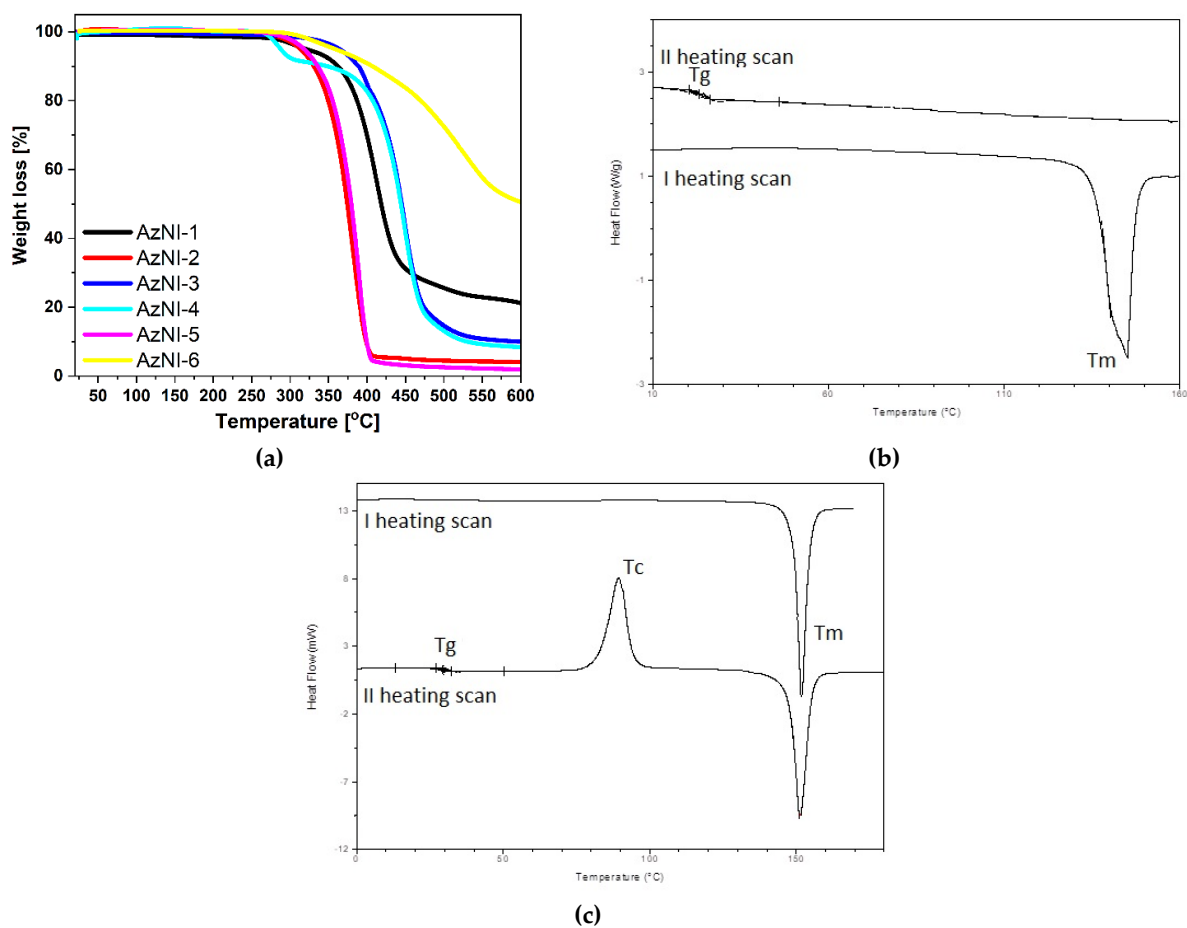 100
80
60
40
20
0
Weight loss [%]
AzNI-1
AzNI-2
AzNI-3
AzNI-4
AzNI-5
AzNI-6
50 100 150 200 250 300 350 400 450 500 550 600
Temperature [°C]
(a)
3
1
-1
-3
Heat Flow (W/g)
II heating scan
Tg
I heating scan
Tm
10 60 110 160
Temperature (°C)
(b)
13
8
3
-2
-7
-12
Heat Flow (mW)
I heating scan
Tc
Tg
Tm
II heating scan
0 50 100 150
Temperature (°C)
(c)